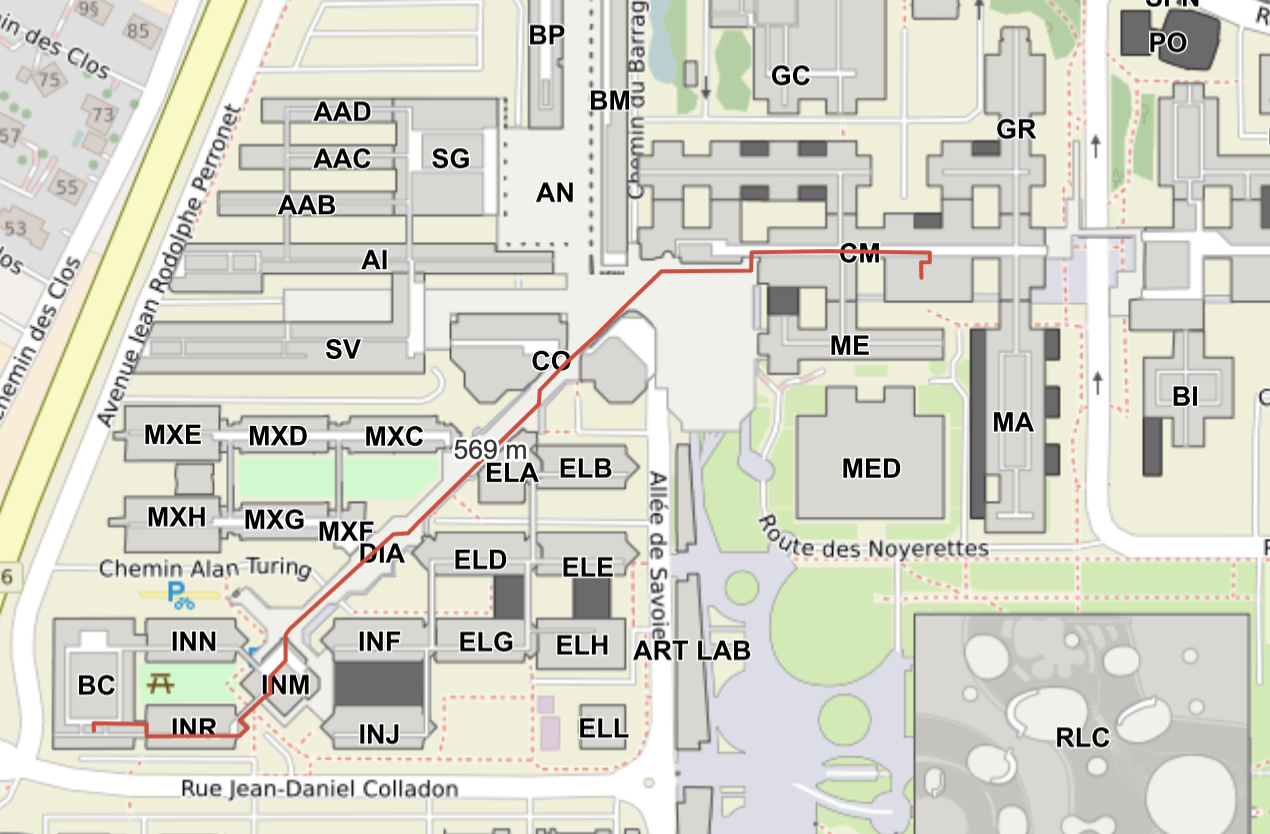 95
85
in des Clos
75
73
57
55
53
os
Chemin des Clos
Avenue Jean Rodolphe Perronet
AAD
AAC
SG
AAB
AI
SV
BP
BM
AN
Chemin du Barrag
GC
GR
SPN
PO
R
CM
CO
ME
MA
BI
C
MXE
MXD
MXC
569 m
ELA
ELB
MED
MXH
MXG
MXF
DIA
ELD
ELE
Route des Noyerettes
6
Chemin Alan Turing
P
Allée de Savoie
INN
INF
ELG
ELH
ART LAB
BC
INM
INR
INJ
ELL
RLC
Rue Jean-Daniel Colladon